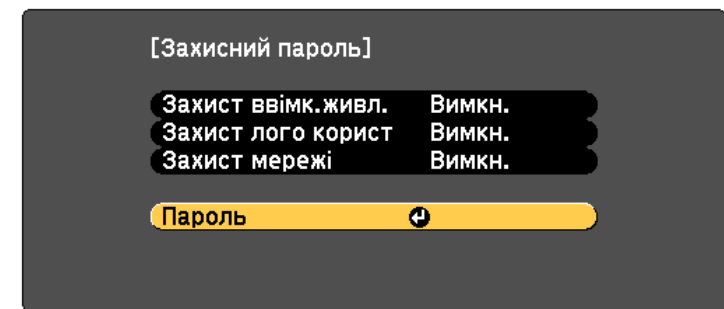 [Захисний пароль]
Захист ввімк.живл. Вимкн.
Захист лого корист Вимкн.
Захист мережі Вимкн.
Пароль